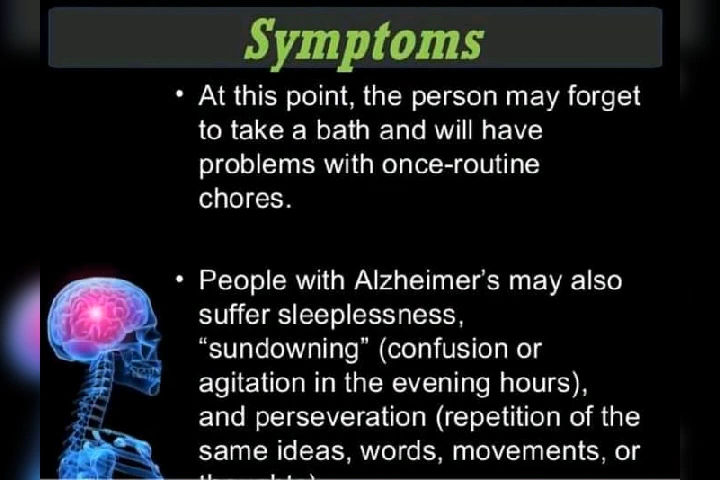 Symptoms
• At this point, the person may forget
to take a bath and will have
problems with once-routine
chores.
• People with Alzheimer's may also
suffer sleeplessness,
“sundowning” (confusion or
agitation in the evening hours),
and perseveration (repetition of the
same ideas, words, movements, or